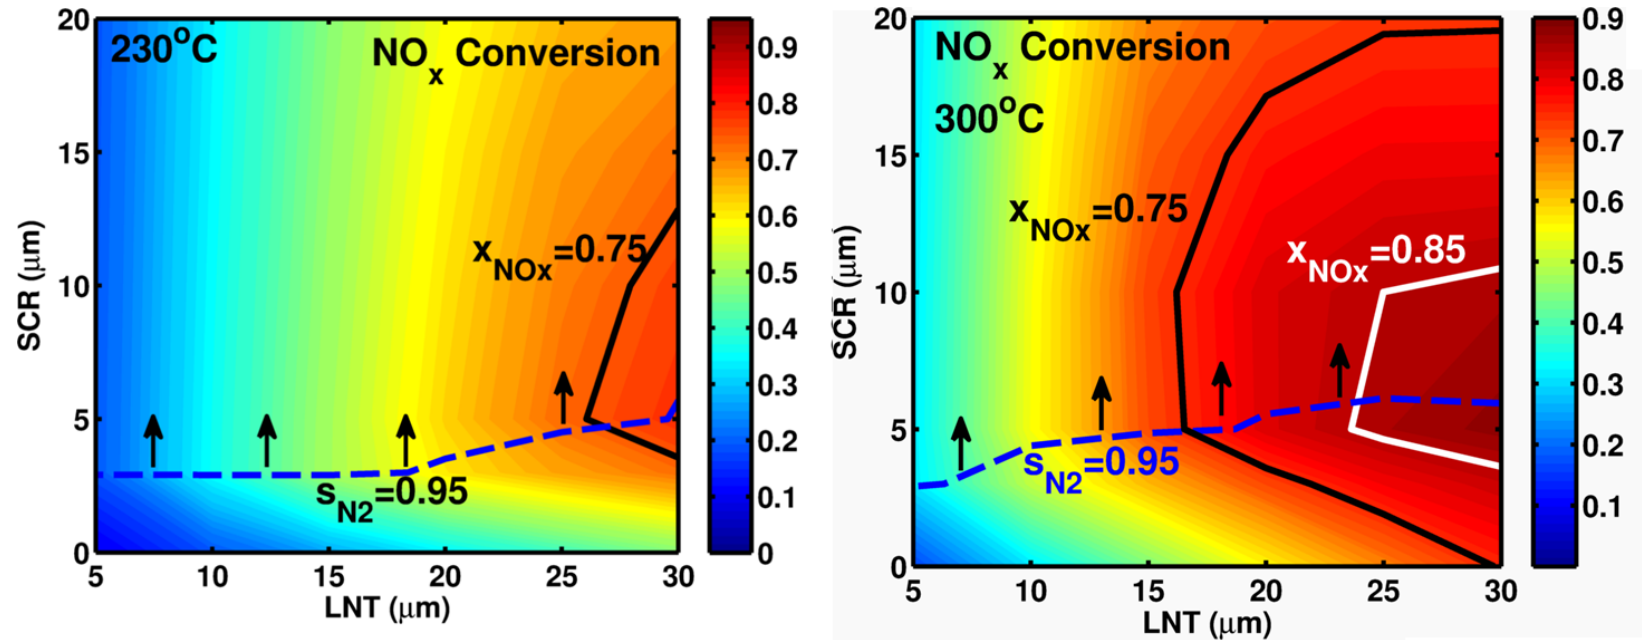 230°C
NOx Conversion
xNOx=0.75
sN2=0.95
20
15
10
5
0
SCR (μm)
5 10 15 20 25 30
LNT (μm)
0.9
0.8
0.7
0.6
0.5
0.4
0.3
0.2
0.1
0
NOx Conversion
300°C
xNOx=0.75
xNOx=0.85
sN2=0.95
20
15
10
5
0
SCR (μm)
5 10 15 20 25 30
LNT (μm)
0.9
0.8
0.7
0.6
0.5
0.4
0.3
0.2
0.1